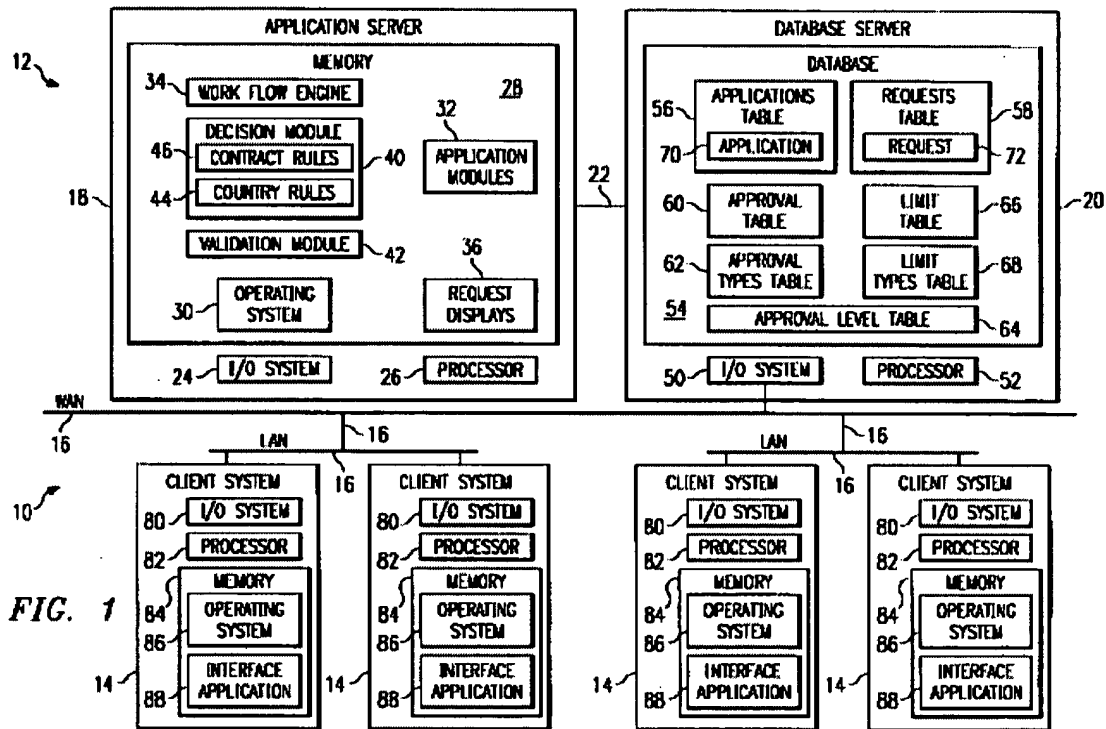 APPLICATION SERVER
MEMORY
12
34
WORK FLOW ENGINE
28
DECISION MODULE
46
CONTRACT RULES
40
44
COUNTRY RULES
32
APPLICATION
MODULES
18
VALIDATION MODULE
42
36
30
OPERATING
SYSTEM
REQUEST
DISPLAYS
24
I/O SYSTEM
26
PROCESSOR
22
DATABASE SERVER
DATABASE
56
APPLICATIONS
TABLE
REQUESTS
TABLE
58
70
APPLICATION
REQUEST
72
60
APPROVAL
TABLE
LIMIT
TABLE
66
20
62
APPROVAL
TYPES TABLE
LIMIT
TYPES TABLE
68
54
APPROVAL LEVEL TABLE
64
50
I/O SYSTEM
PROCESSOR
52
WAN
16
16
16
LAN
16
LAN
16
10
CLIENT SYSTEM
80
I/O SYSTEM
82
PROCESSOR
84
MEMORY
OPERATING
SYSTEM
86
INTERFACE
APPLICATION
88
14
CLIENT SYSTEM
80
I/O SYSTEM
82
PROCESSOR
84
MEMORY
OPERATING
SYSTEM
86
INTERFACE
APPLICATION
88
14
CLIENT SYSTEM
80
I/O SYSTEM
82
PROCESSOR
84
MEMORY
OPERATING
SYSTEM
86
INTERFACE
APPLICATION
88
14
CLIENT SYSTEM
80
I/O SYSTEM
82
PROCESSOR
84
MEMORY
OPERATING
SYSTEM
86
INTERFACE
APPLICATION
88
14
FIG. 1